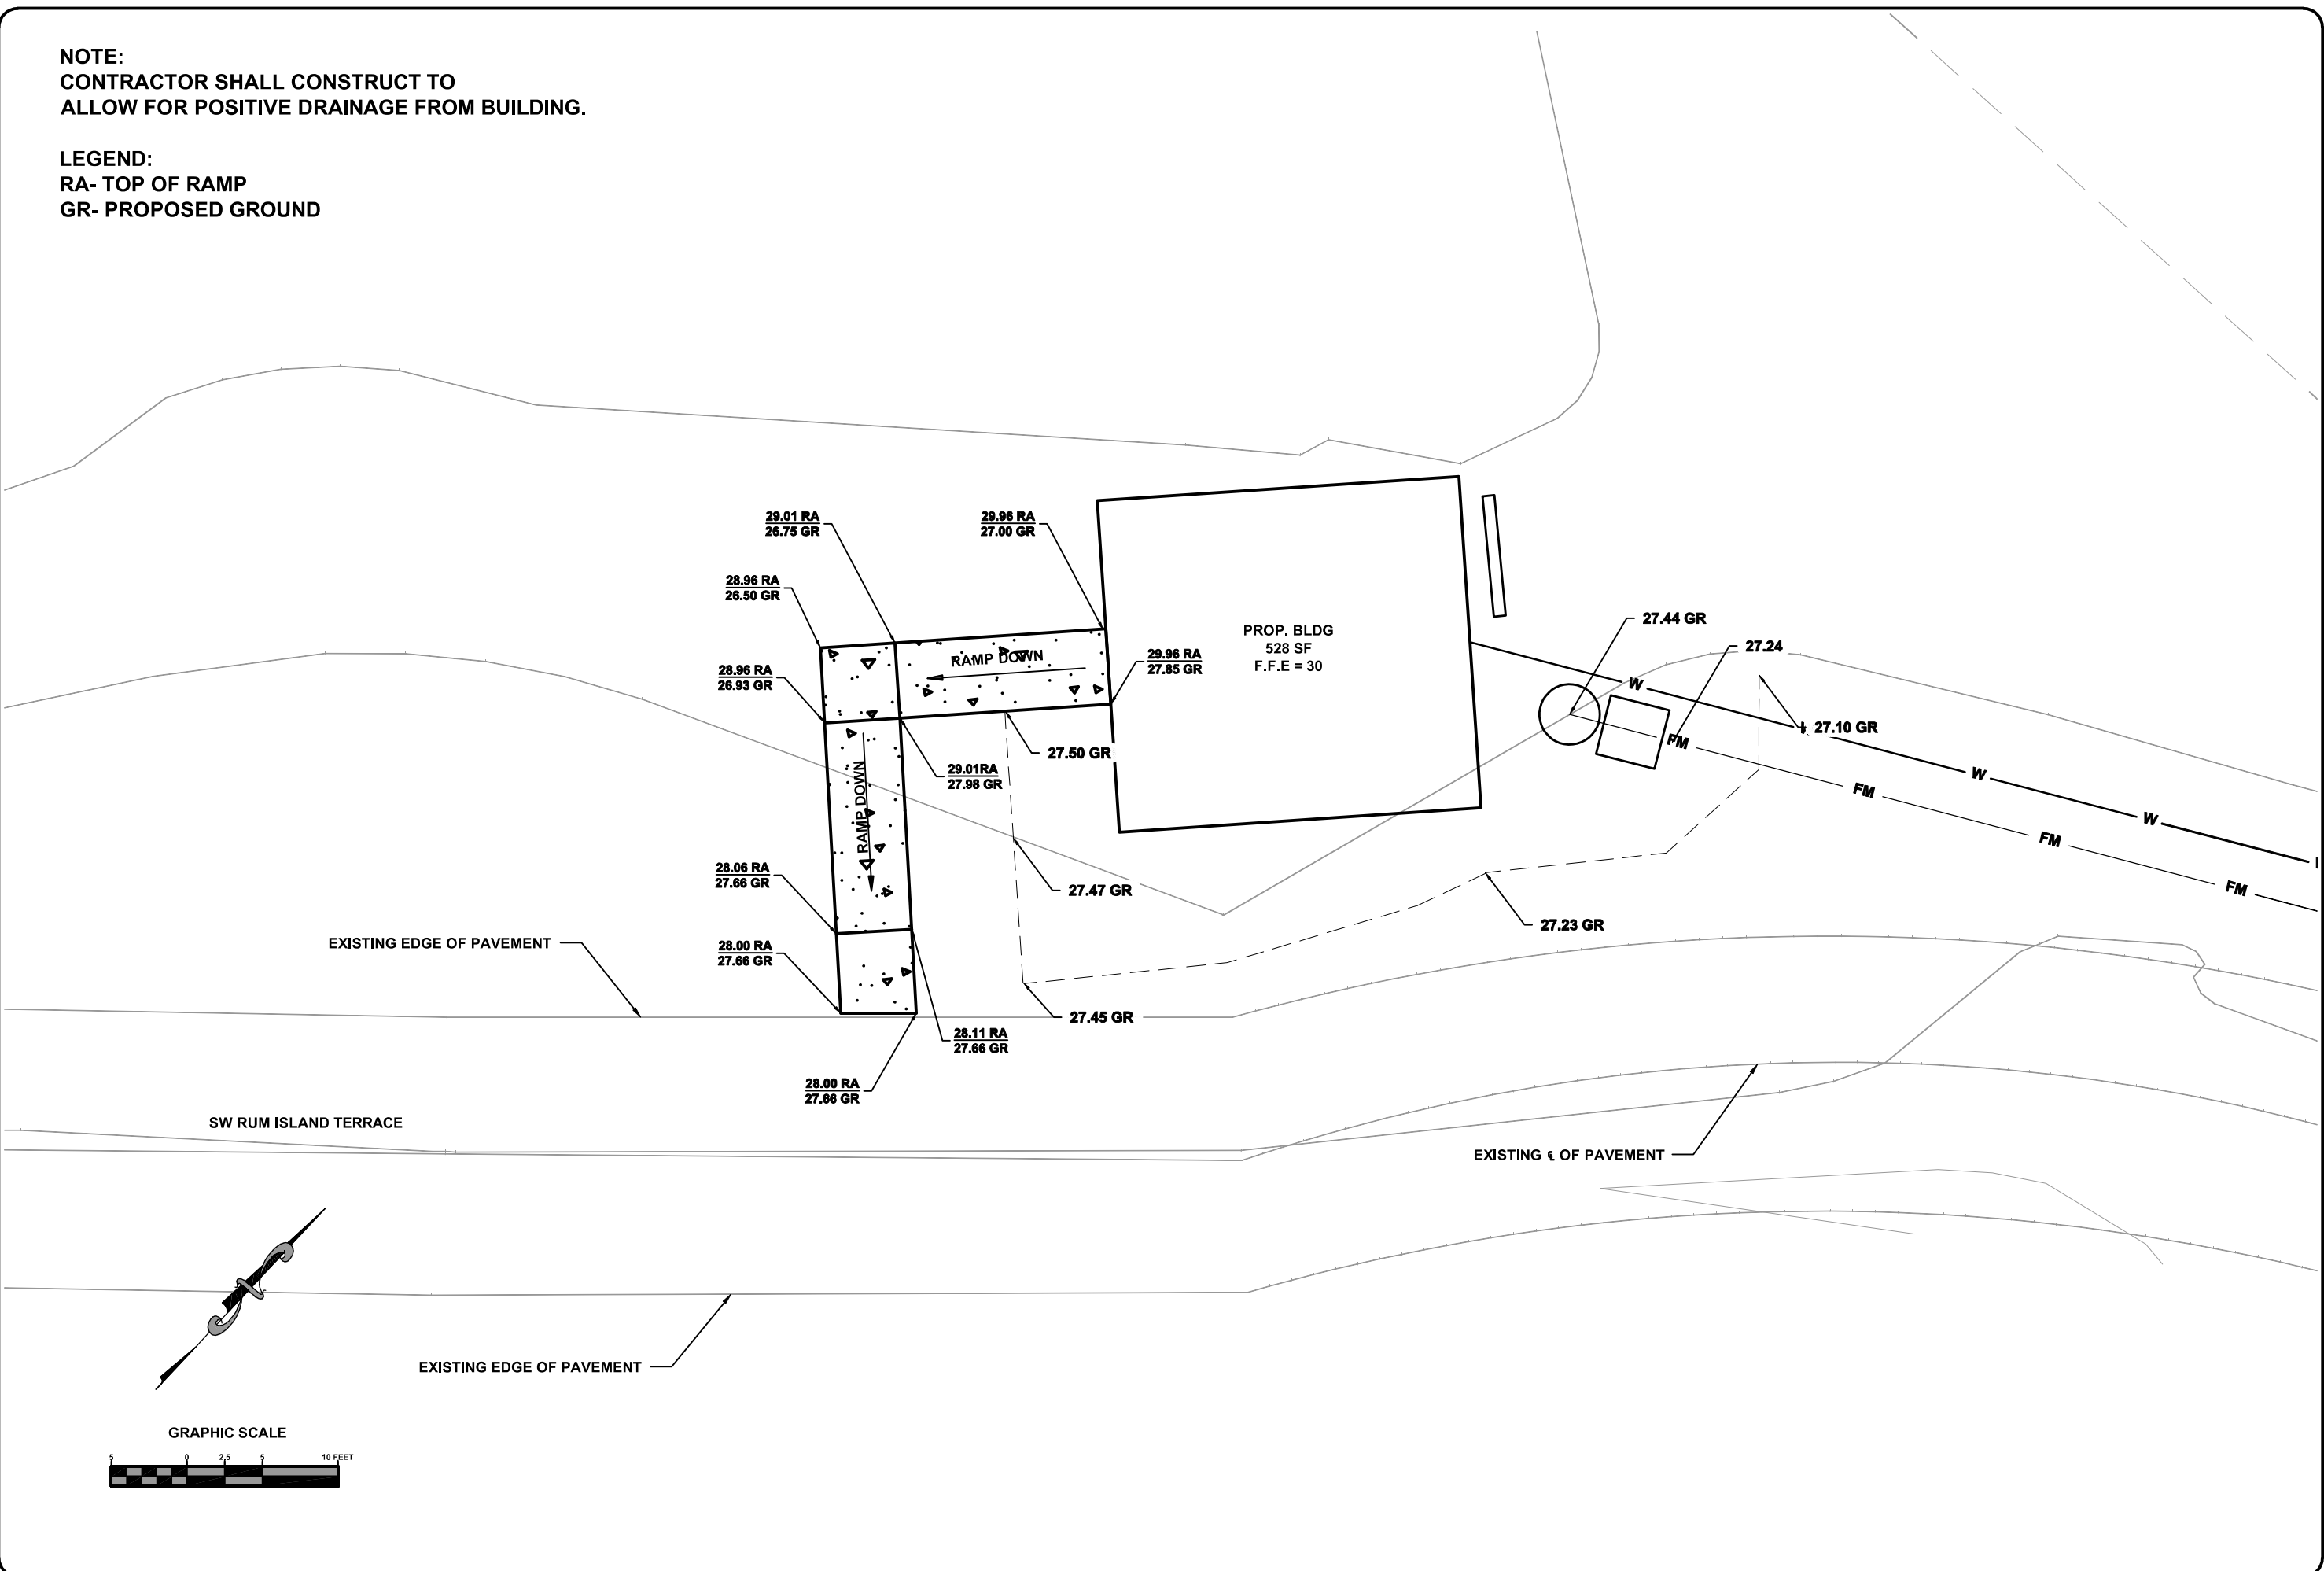 NOTE:
CONTRACTOR SHALL CONSTRUCT TO
ALLOW FOR POSITIVE DRAINAGE FROM BUILDING.
LEGEND:
RA- TOP OF RAMP
GR- PROPOSED GROUND
29.01 RA
26.75 GR
29.96 RA
27.00 GR
28.96 RA
26.50 GR
28.96 RA
26.93 GR
RAMP DOWN
29.96 RA
27.85 GR
PROP. BLDG
528 SF
F.F.E = 30
27.44 GR
27.24
W
27.10 GR
FM
27.50 GR
29.01RA
27.98 GR
RAMP DOWN
W
FM
W
FM
FM
28.06 RA
27.66 GR
27.47 GR
27.23 GR
EXISTING EDGE OF PAVEMENT
28.00 RA
27.66 GR
27.45 GR
28.11 RA
27.66 GR
28.00 RA
27.66 GR
SW RUM ISLAND TERRACE
EXISTING ℄ OF PAVEMENT
EXISTING EDGE OF PAVEMENT
GRAPHIC SCALE
5 0 2.5 5 10 FEET